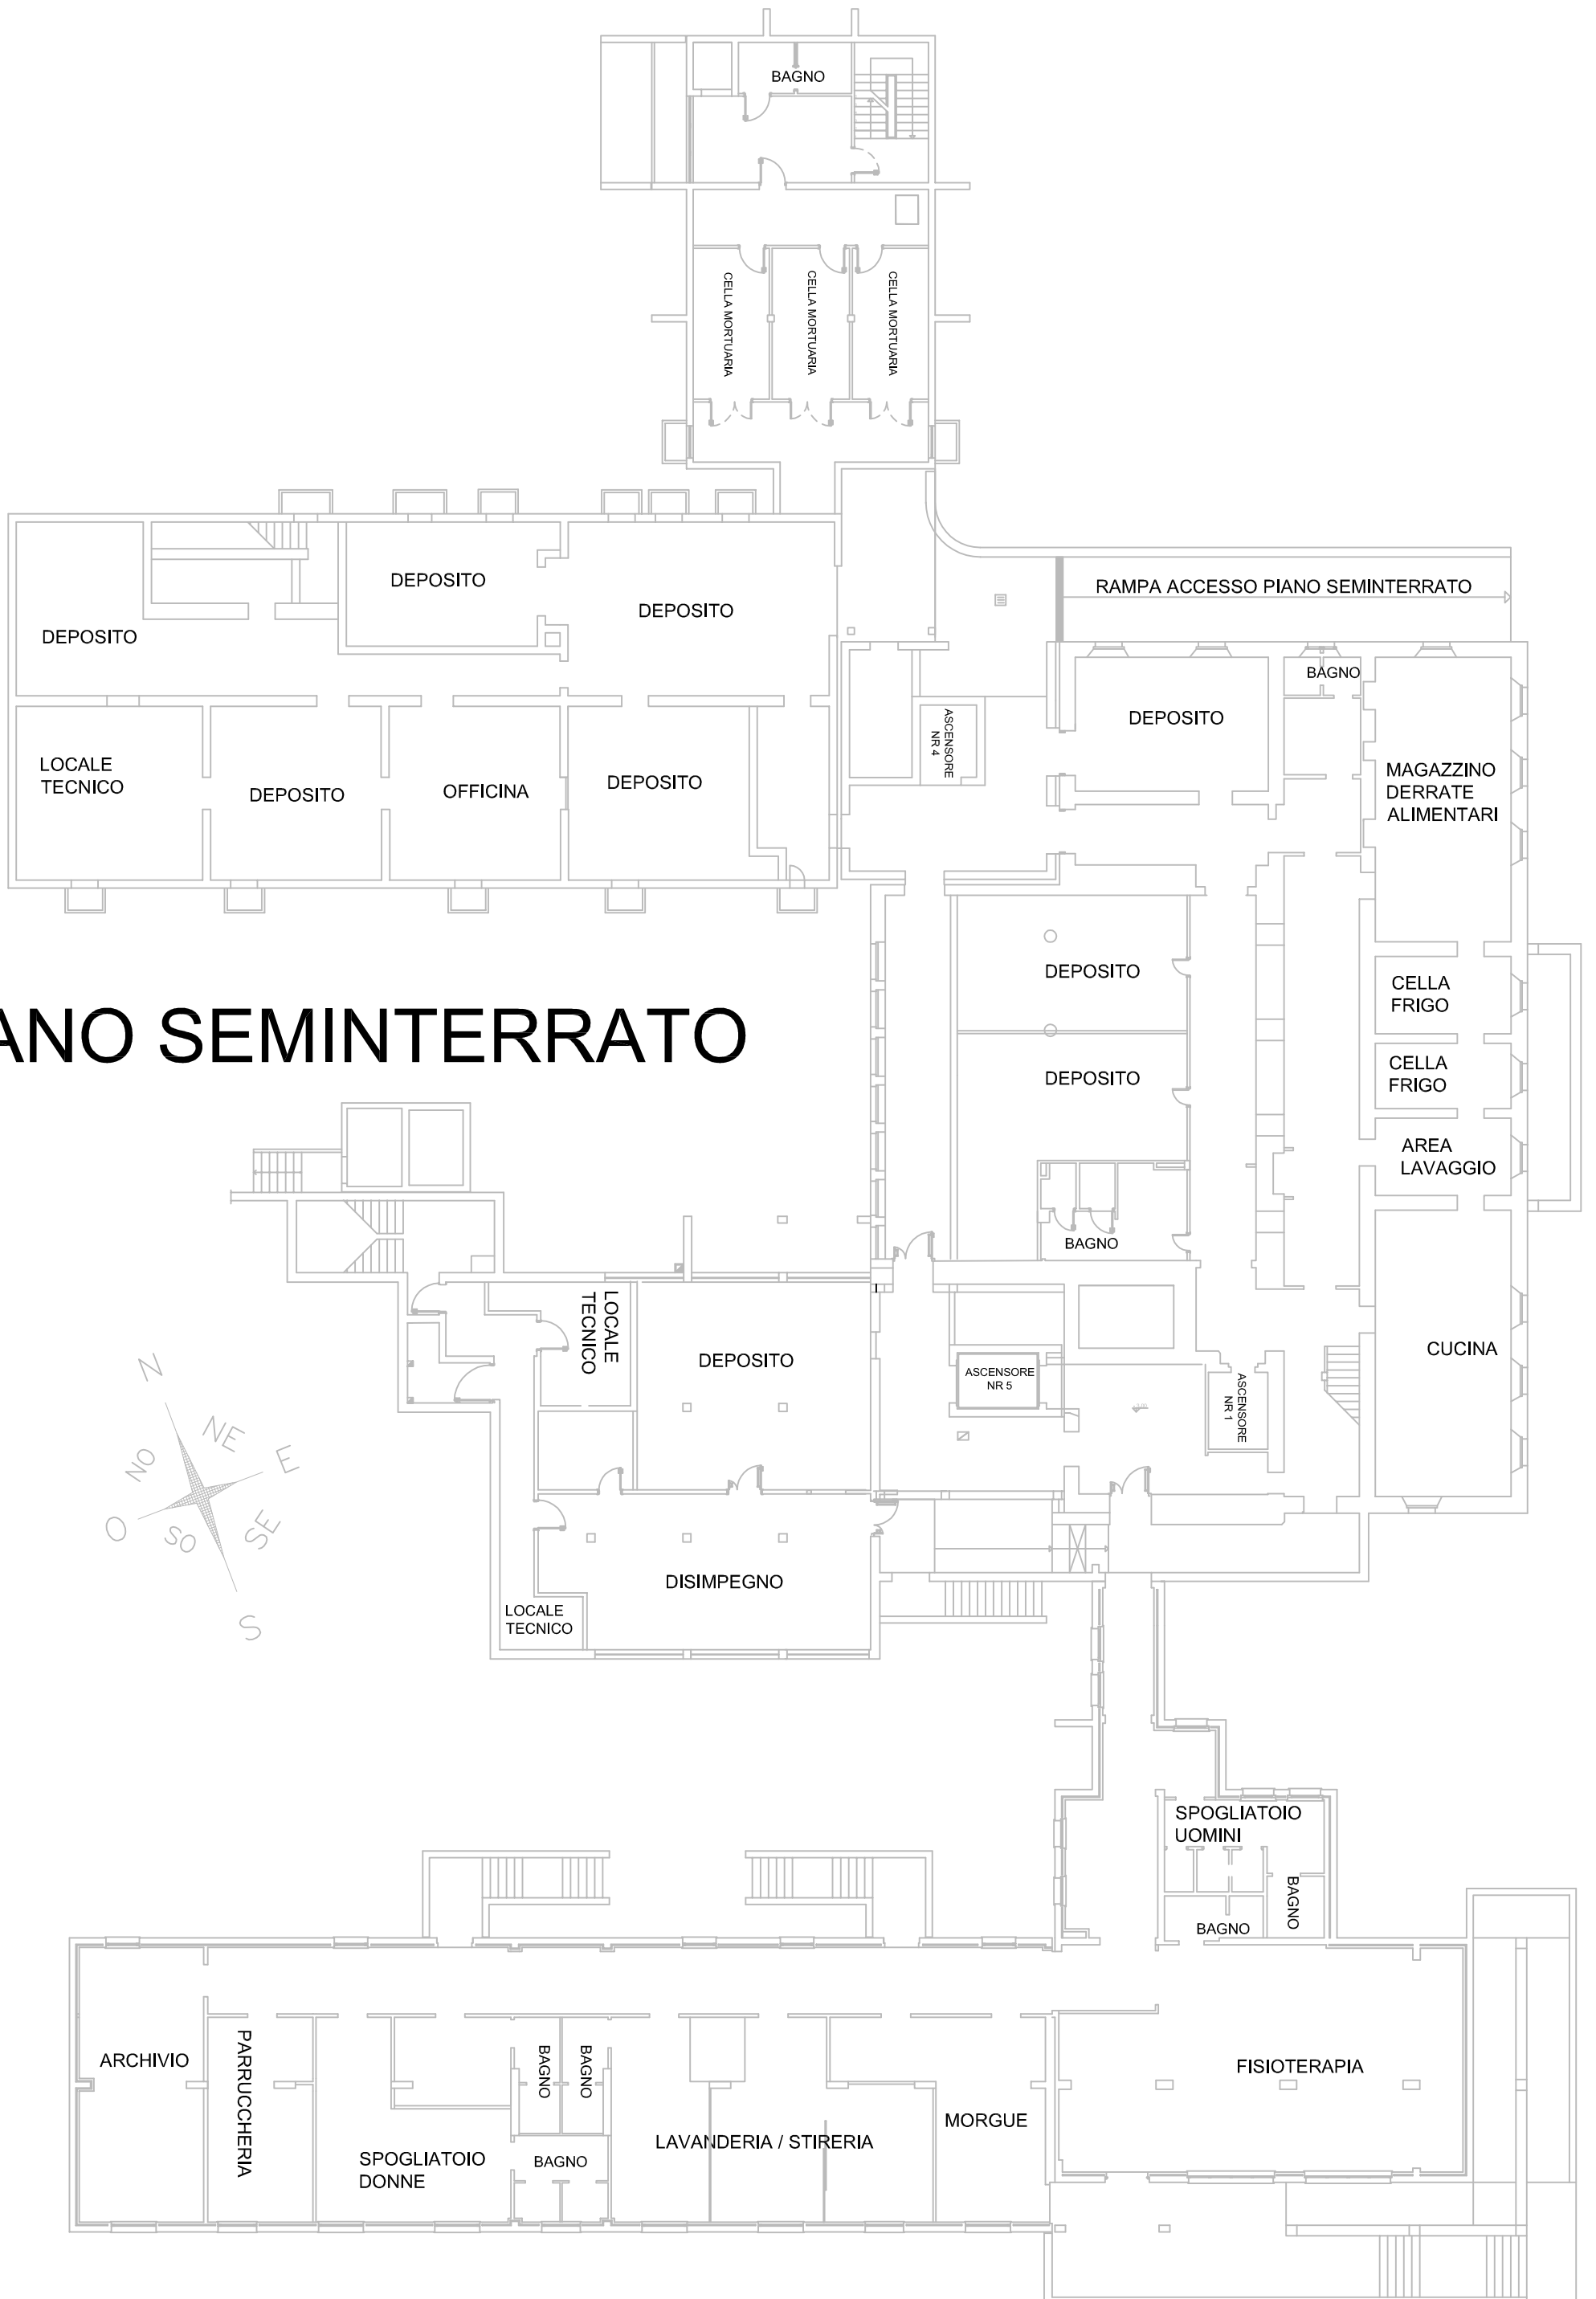 BAGNO
CELLA MORTUARIA
CELLA MORTUARIA
CELLA MORTUARIA
RAMPA ACCESSO PIANO SEMINTERRATO
DEPOSITO
DEPOSITO
DEPOSITO
BAGNO
DEPOSITO
ASCENSORE
NR 4
LOCALE
TECNICO
DEPOSITO
OFFICINA
DEPOSITO
MAGAZZINO
DERRATE
ALIMENTARI
DEPOSITO
CELLA
FRIGO
ANO SEMINTERRATO
DEPOSITO
CELLA
FRIGO
AREA
LAVAGGIO
BAGNO
LOCALE
TECNICO
DEPOSITO
ASCENSORE
NR 5
ASCENSORE
NR 1
CUCINA
N
NE
E
NO
O
SO
SE
S
DISIMPEGNO
LOCALE
TECNICO
SPOGLIATOIO
UOMINI
BAGNO
BAGNO
ARCHIVIO
PARRUCCHERIA
BAGNO
BAGNO
FISIOTERAPIA
MORGUE
LAVANDERIA / STIRERIA
SPOGLIATOIO
DONNE
BAGNO